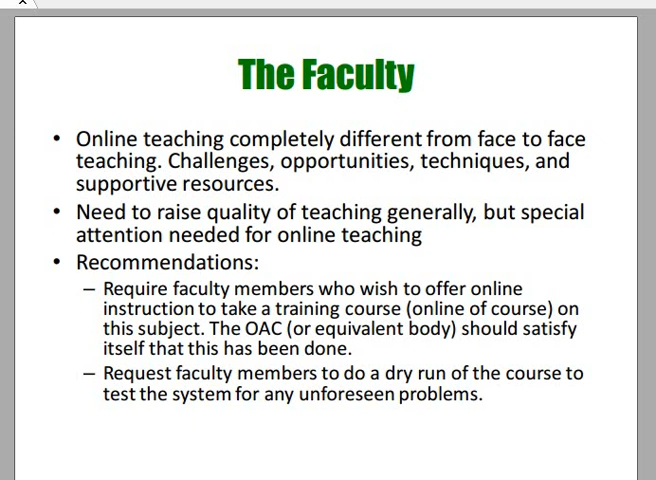 The Faculty
• Online teaching completely different from face to face
teaching. Challenges, opportunities, techniques, and
supportive resources.
• Need to raise quality of teaching generally, but special
attention needed for online teaching
• Recommendations:
– Require faculty members who wish to offer online
instruction to take a training course (online of course) on
this subject. The OAC (or equivalent body) should satisfy
itself that this has been done.
– Request faculty members to do a dry run of the course to
test the system for any unforeseen problems.